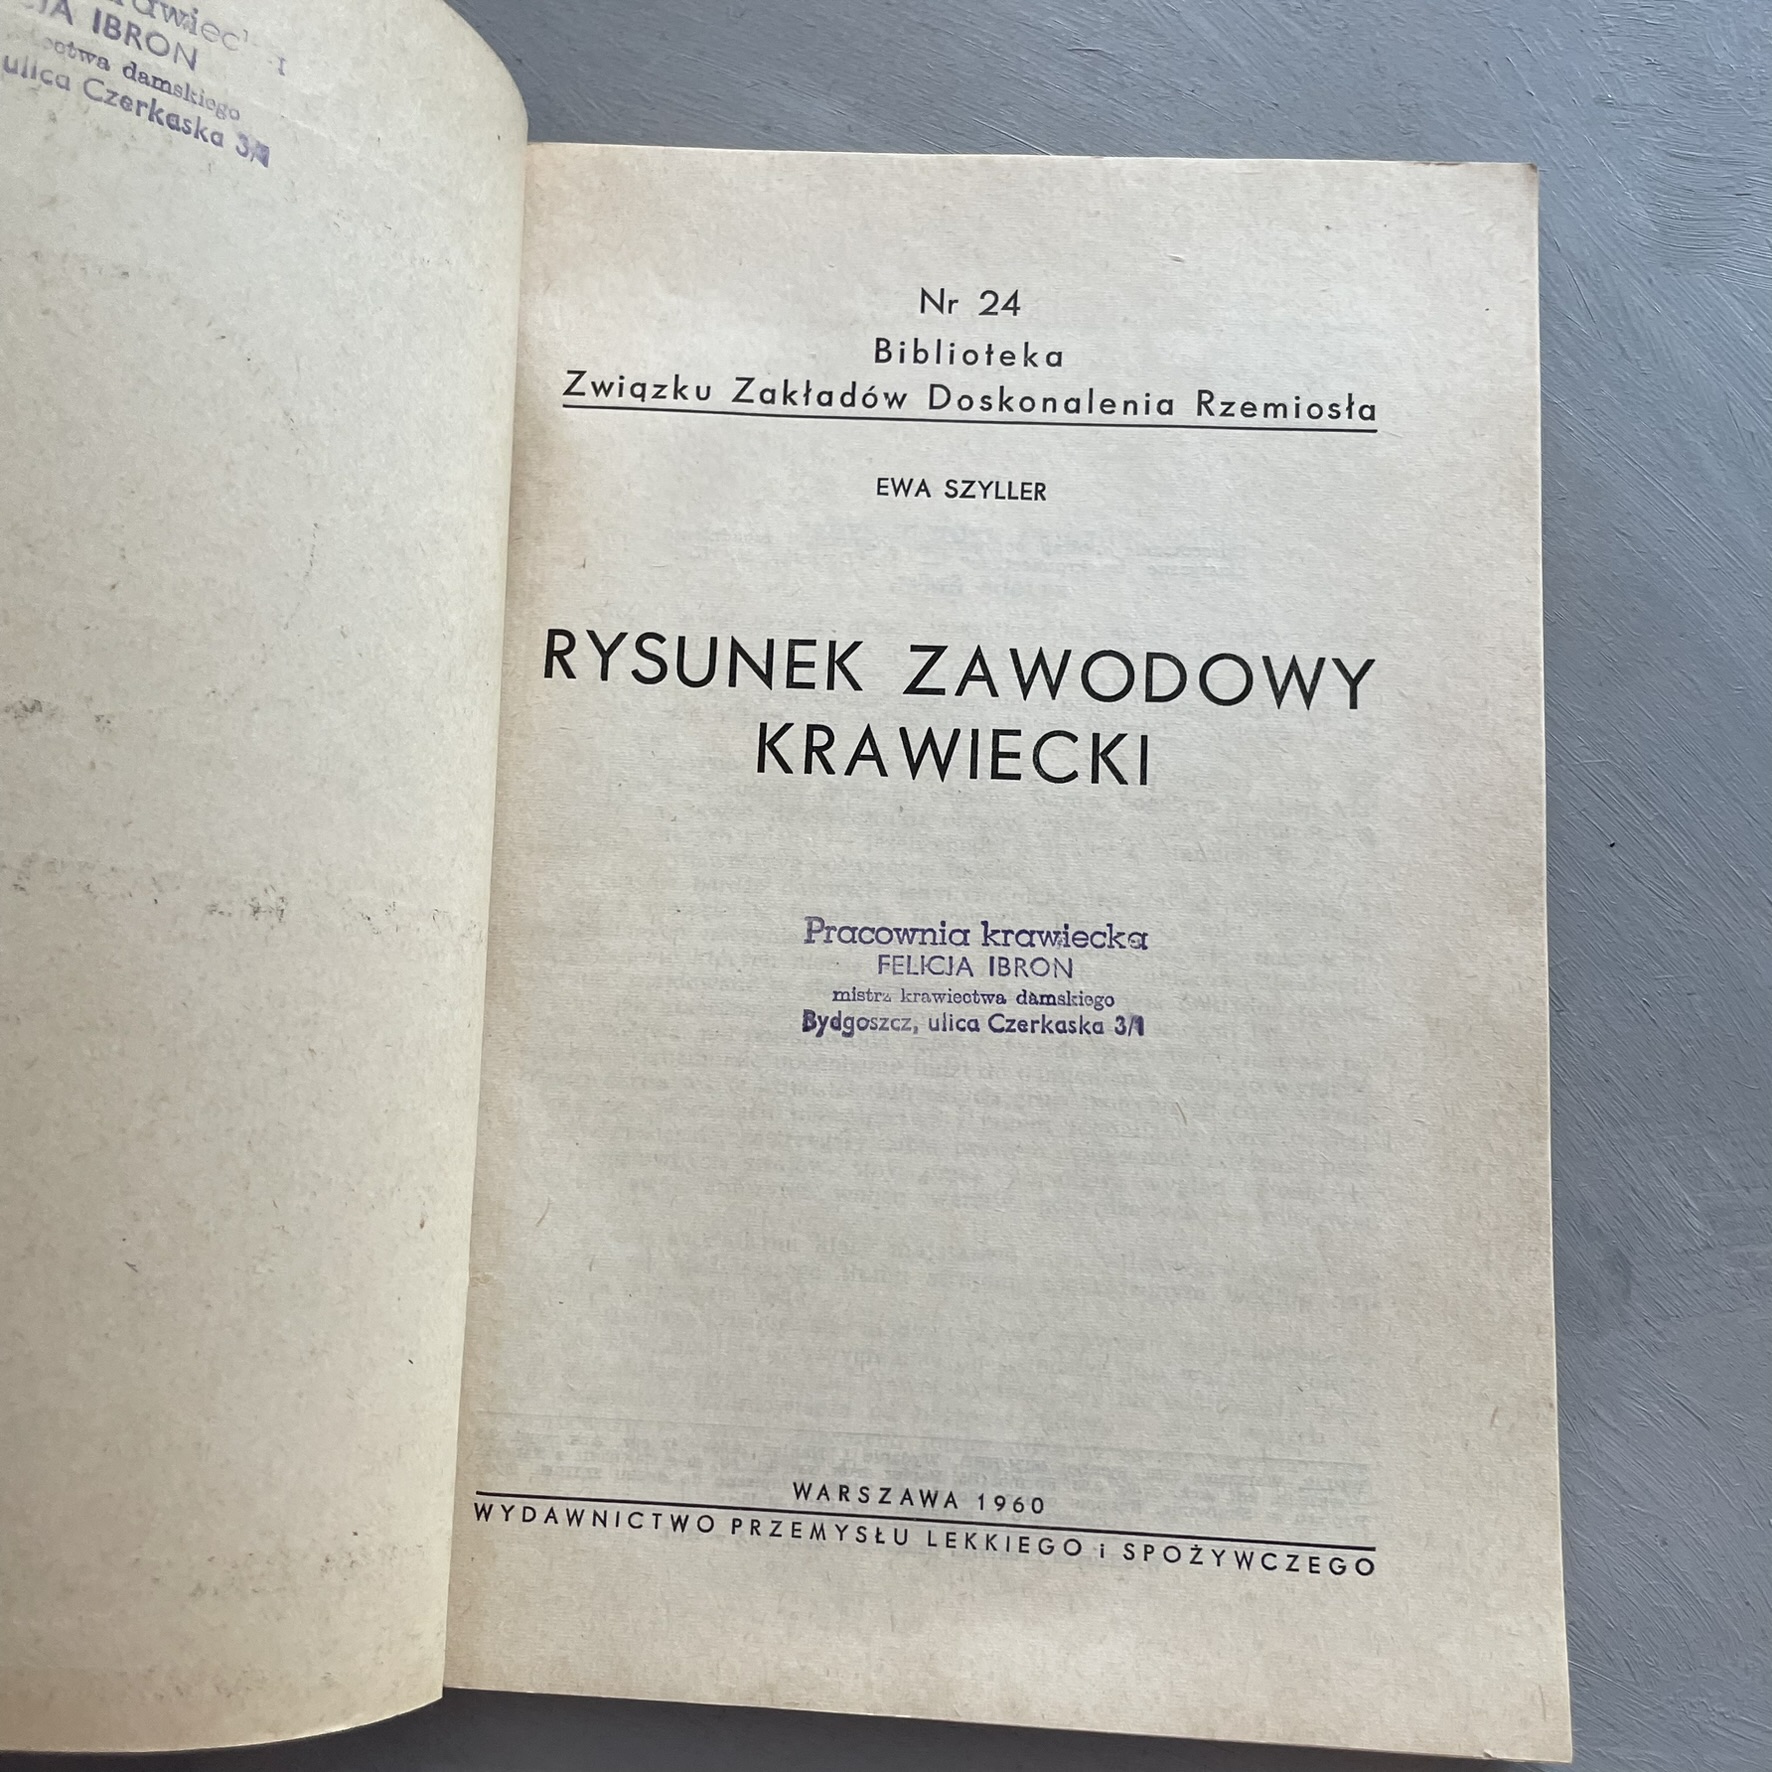 IBRON
damskiego
ulica Czerkaska 3/1
Nr 24
Biblioteka
Związku Zakładów Doskonalenia Rzemiosła
EWA SZYLLER
RYSUNEK ZAWODOWY
KRAWIECKI
Pracownia krawiecka
FELICJA IBRON
mistrz krawiectwa damskiego
Bydgoszcz, ulica Czerkaska 3/1
WARSZAWA 1960
WYDAWNICTWO PRZEMYSŁU LEKKIEGO i SPOŻYWCZEGO